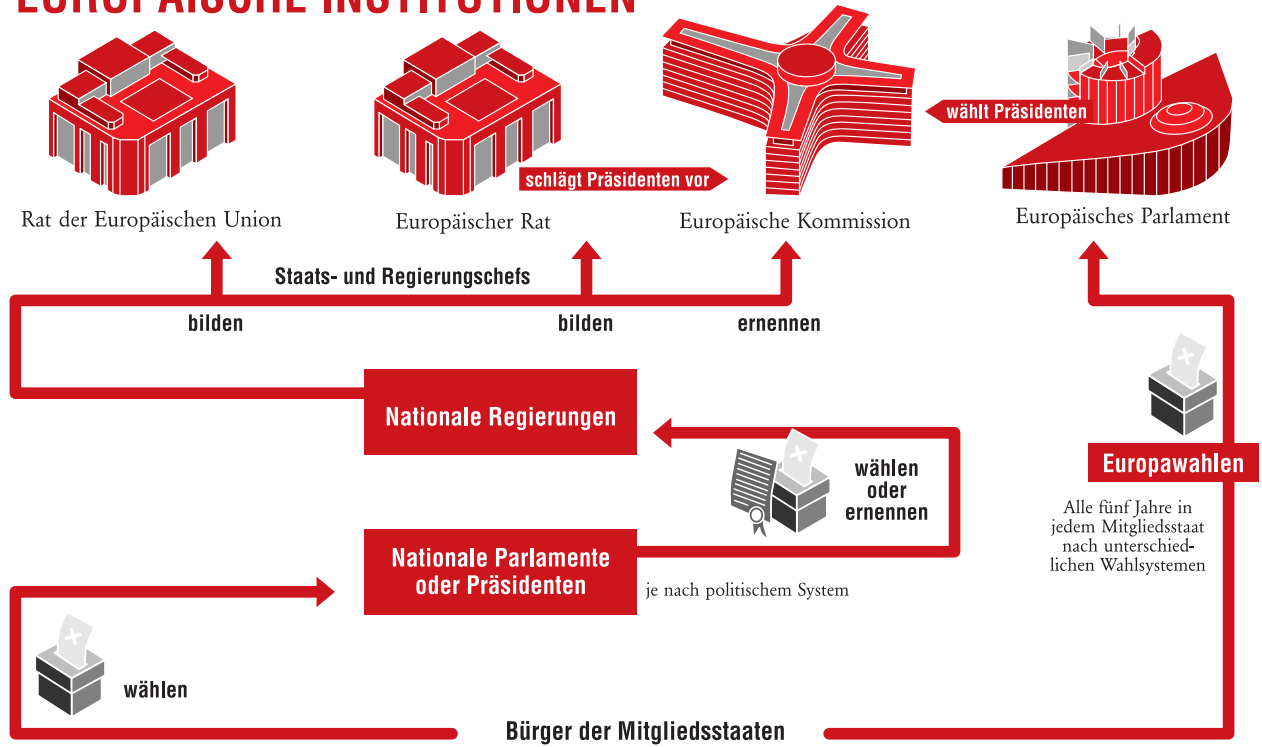 EUROPÄISCHE INSTITUTIONEN
wählt Präsidenten
schlägt Präsidenten vor
Rat der Europäischen Union
Europäischer Rat
Europäische Kommission
Europäisches Parlament
Staats- und Regierungschefs
bilden
bilden
ernennen
Nationale Regierungen
wählen
oder
ernennen
Europawahlen
Alle fünf Jahre in
jedem Mitgliedsstaat
nach unterschied-
lichen Wahlsystemen
Nationale Parlamente
oder Präsidenten
je nach politischem System
wählen
Bürger der Mitgliedsstaaten